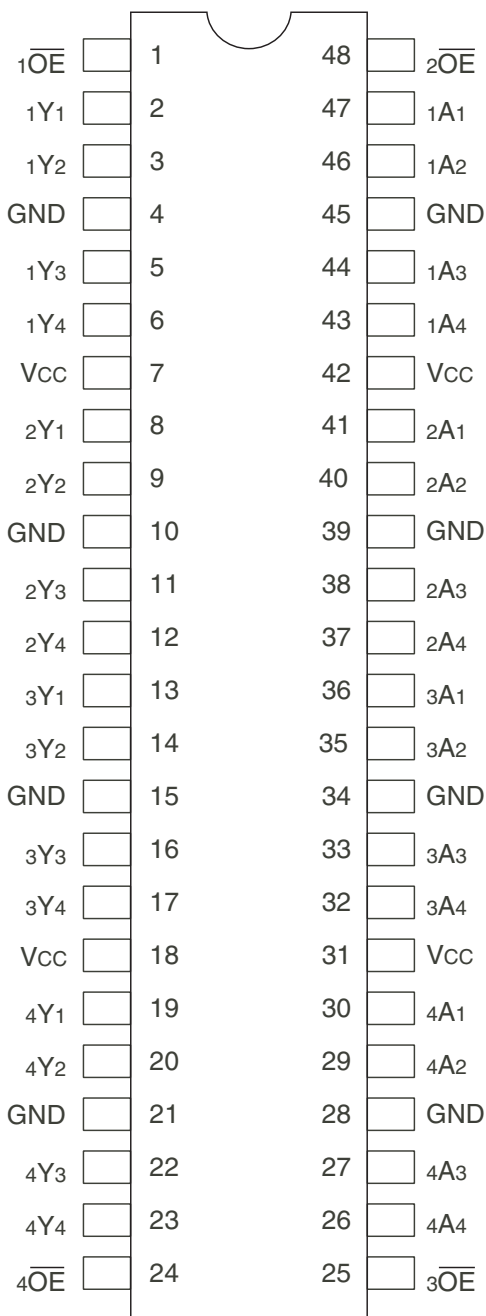 1O̅E̅ 1 48 2O̅E̅
1Y1 2 47 1A1
1Y2 3 46 1A2
GND 4 45 GND
1Y3 5 44 1A3
1Y4 6 43 1A4
VCC 7 42 VCC
2Y1 8 41 2A1
2Y2 9 40 2A2
GND 10 39 GND
2Y3 11 38 2A3
2Y4 12 37 2A4
3Y1 13 36 3A1
3Y2 14 35 3A2
GND 15 34 GND
3Y3 16 33 3A3
3Y4 17 32 3A4
VCC 18 31 VCC
4Y1 19 30 4A1
4Y2 20 29 4A2
GND 21 28 GND
4Y3 22 27 4A3
4Y4 23 26 4A4
4O̅E̅ 24 25 3O̅E̅